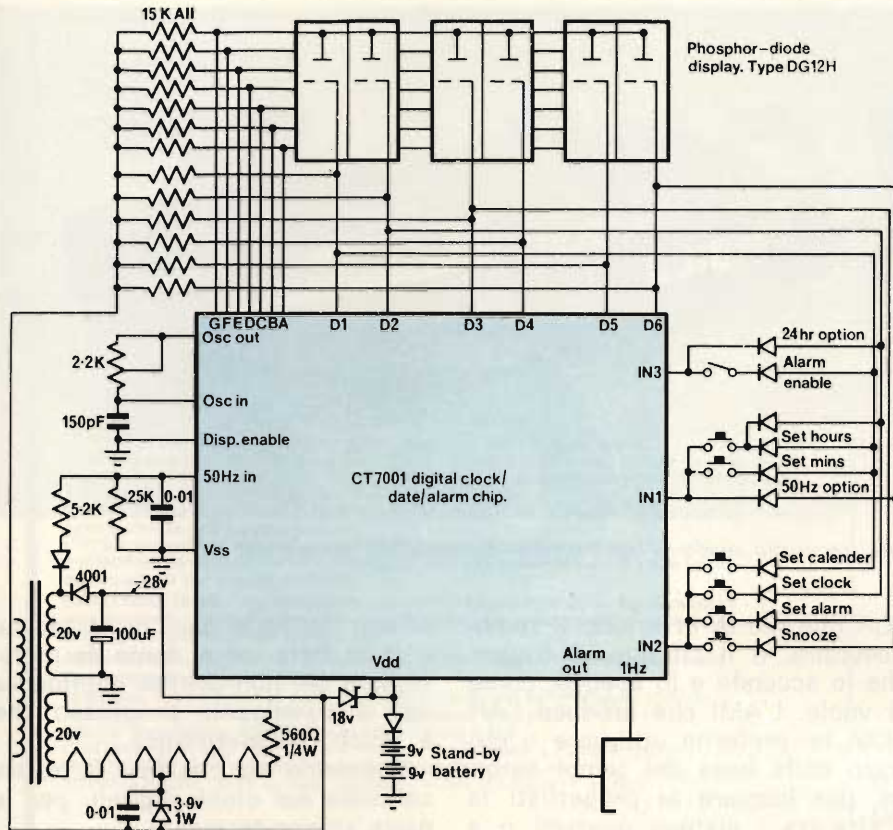 15 K All
Phosphor-diode
display. Type DG12H
GFEDCBA D1 D2 D3 D4 D5 D6
Osc out
2·2K
Osc in
150pF
Disp. enable
50Hz in
5·2K
25K 0·01
Vss
4001
-28v
20v
100uF
20v
0·01
3·9v
1W
560Ω
1/4W
CT7001 digital clock/
date/alarm chip.
Vdd
18v
9v Stand by
9v battery
Alarm
out
1Hz
IN3
24hr option
Alarm
enable
Set hours
Set mins
IN1
50Hz option
Set calender
Set clock
Set alarm
IN2
Snooze